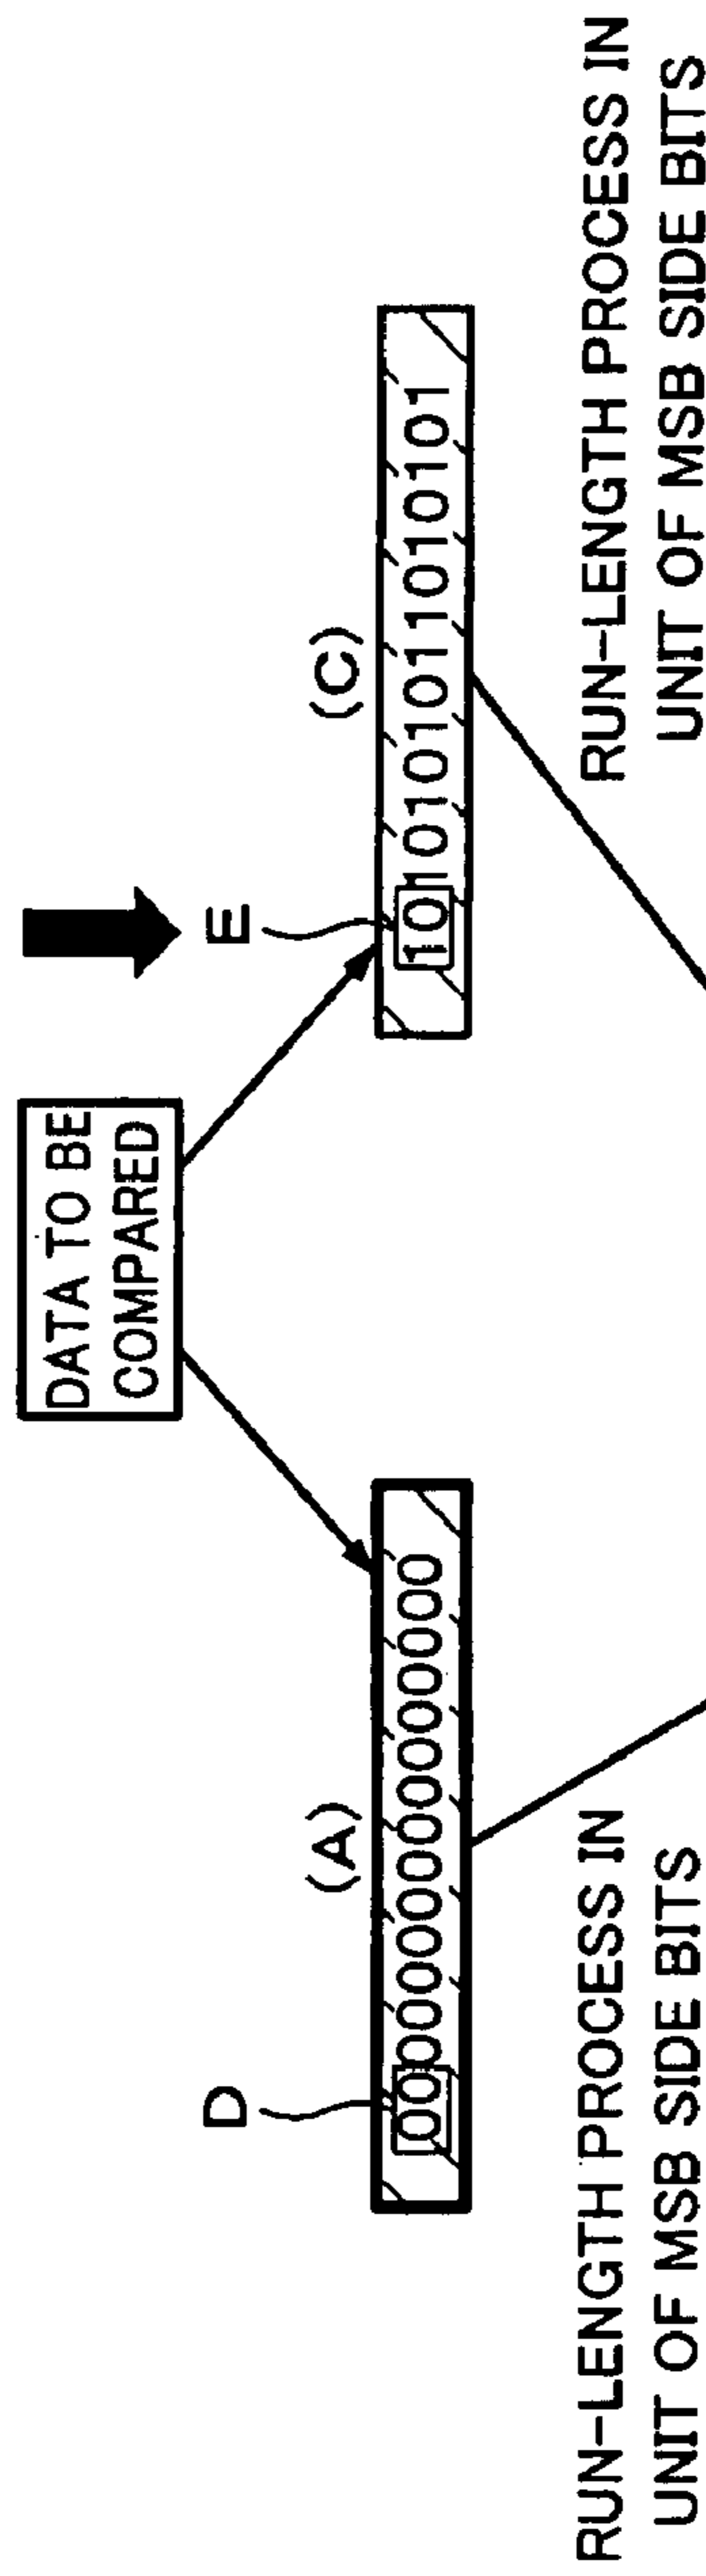 DATA TO BE
COMPARED
D
(A)
0000000000000000
E
(C)
1010101011010101
RUN-LENGTH PROCESS IN
UNIT OF MSB SIDE BITS
RUN-LENGTH PROCESS IN
UNIT OF MSB SIDE BITS